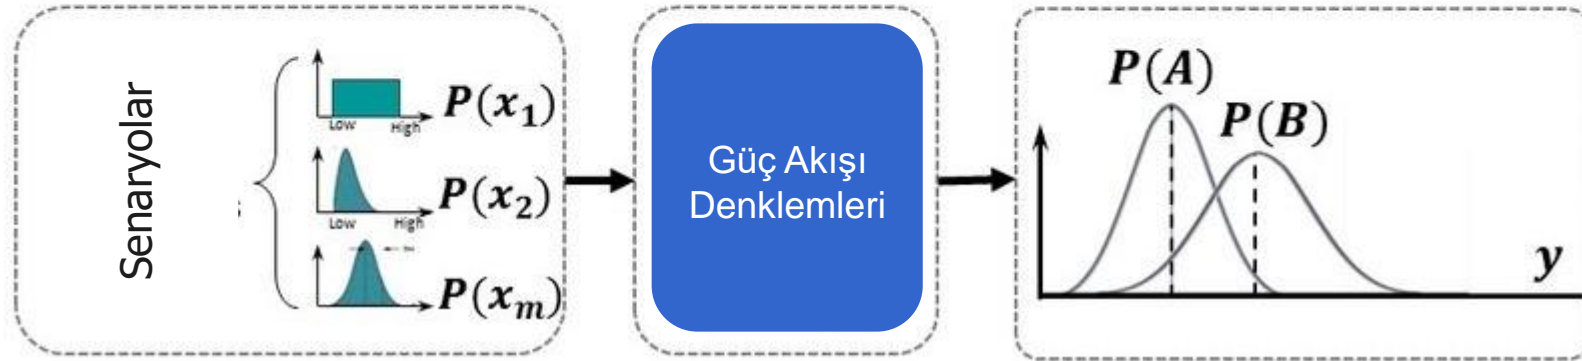 Senaryolar
P(x₁)
Low
High
P(x₂)
Low
High
P(xₘ)
Güç Akışı
Denklemleri
P(A)
P(B)
y